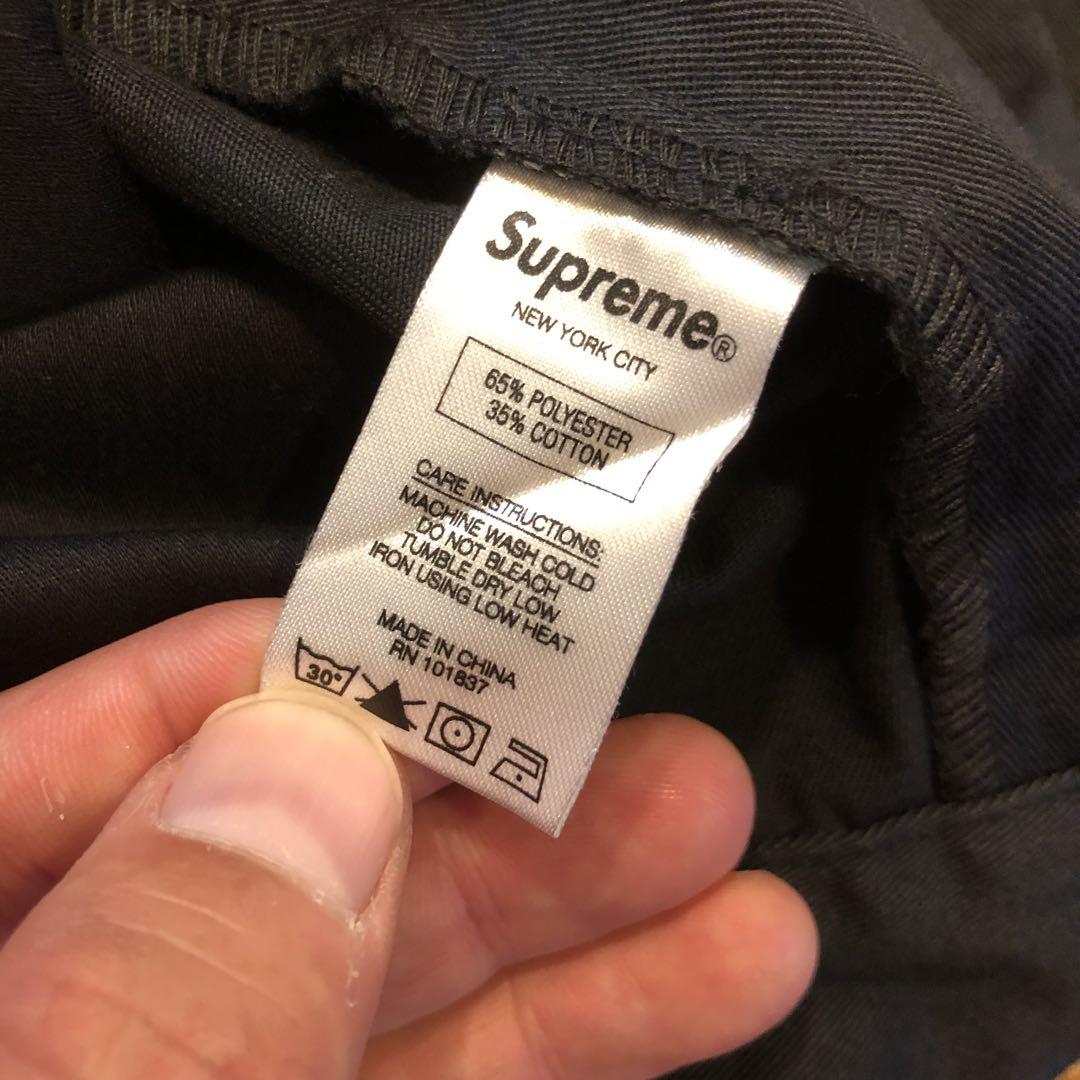 Supreme®
NEW YORK CITY
65% POLYESTER
35% COTTON
CARE INSTRUCTIONS:
MACHINE WASH COLD
DO NOT BLEACH
TUMBLE DRY LOW
IRON USING LOW HEAT
MADE IN CHINA
RN 101837
30°